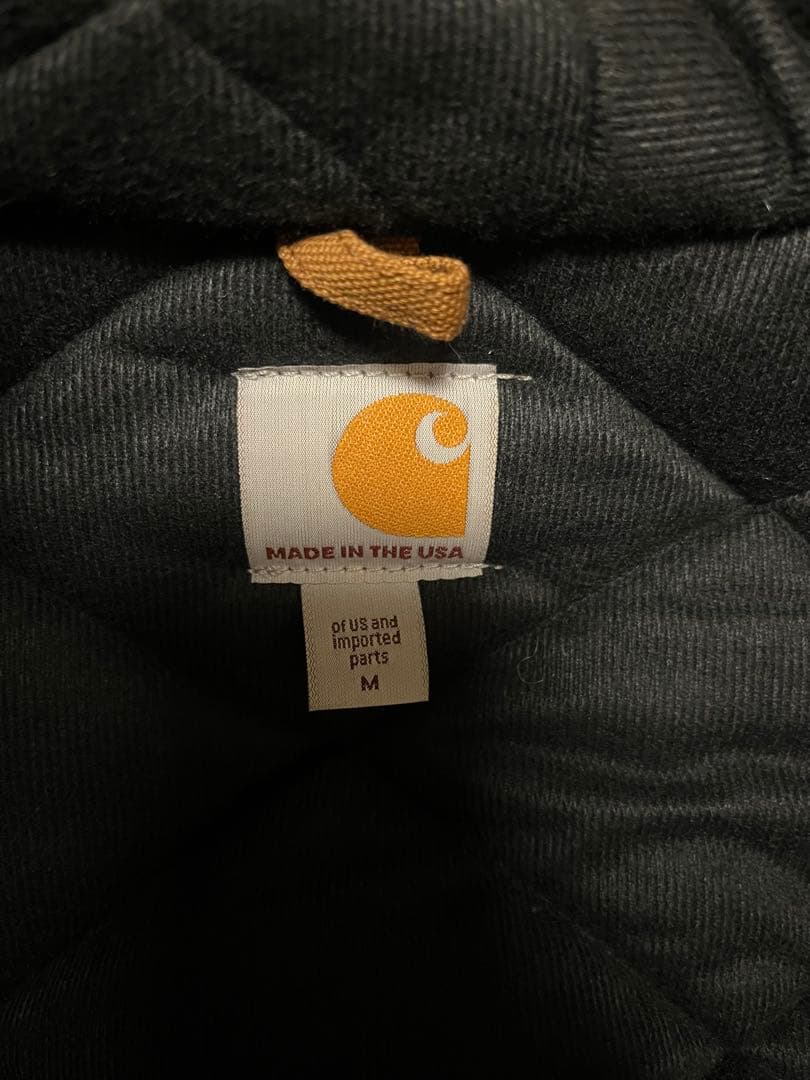 MADE IN THE USA
of US and
imported
parts
M